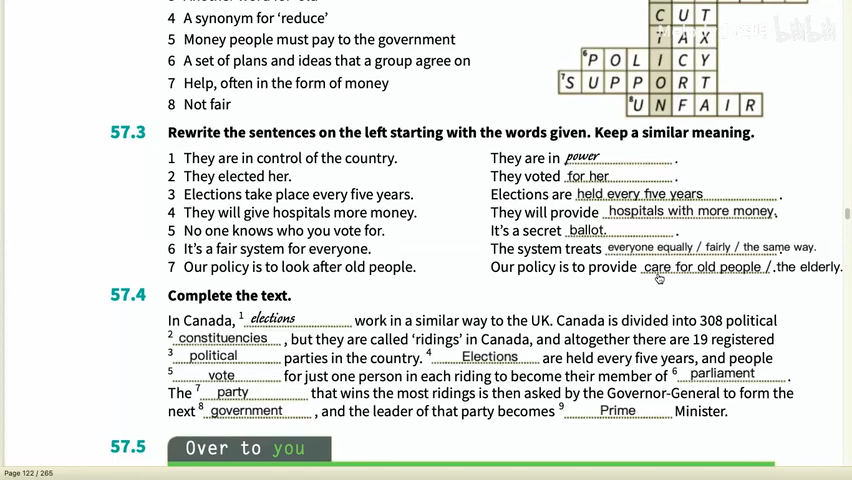 4 A synonym for ‘reduce’
5 Money people must pay to the government
6 A set of plans and ideas that a group agree on
7 Help, often in the form of money
8 Not fair
C U T
T A X
6 P O L I C Y
7 S U P P O R T
8 U N F A I R
57.3 Rewrite the sentences on the left starting with the words given. Keep a similar meaning.
1 They are in control of the country. They are in power .
2 They elected her. They voted for her .
3 Elections take place every five years. Elections are held every five years .
4 They will give hospitals more money. They will provide hospitals with more money.
5 No one knows who you vote for. It’s a secret ballot. .
6 It’s a fair system for everyone. The system treats everyone equally / fairly / the same way. .
7 Our policy is to look after old people. Our policy is to provide care for old people / .the elderly.
57.4 Complete the text.
In Canada, 1 elections work in a similar way to the UK. Canada is divided into 308 political
2 constituencies , but they are called ‘ridings’ in Canada, and altogether there are 19 registered
3 political parties in the country. 4 Elections are held every five years, and people
5 vote for just one person in each riding to become their member of 6 parliament .
The 7 party that wins the most ridings is then asked by the Governor-General to form the
next 8 government , and the leader of that party becomes 9 Prime Minister.
57.5 Over to you
Page 122 / 265